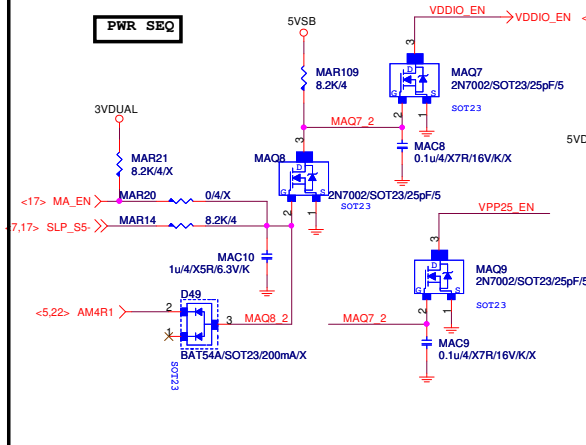 PWR SEQ
5VSB
VDDIO_EN
VDDIO_EN <
3
MAR109
8.2K/4
D
MAQ7
2N7002/SOT23/25pF/5
G
S
SOT23
2
1
3VDUAL
MAQ7_2
3
MAC8
0.1u/4/X7R/16V/K/X
5VD
MAR21
8.2K/4/X
MAQ8
D
2N7002/SOT23/25pF/5
G
S
SOT23
<17> MA_EN
MAR20
0/4/X
2
1
7,17> SLP_S5-
MAR14
8.2K/4
VPP25_EN
3
MAC10
1u/4/X5R/6.3V/K
D
MAQ9
2N7002/SOT23/25pF/5
G
S
SOT23
D49
2
1
<5,22> AM4R1
2
3
MAQ8_2
MAQ7_2
1
BAT54A/SOT23/200mA/X
SOT23
MAC9
0.1u/4/X7R/16V/K/X